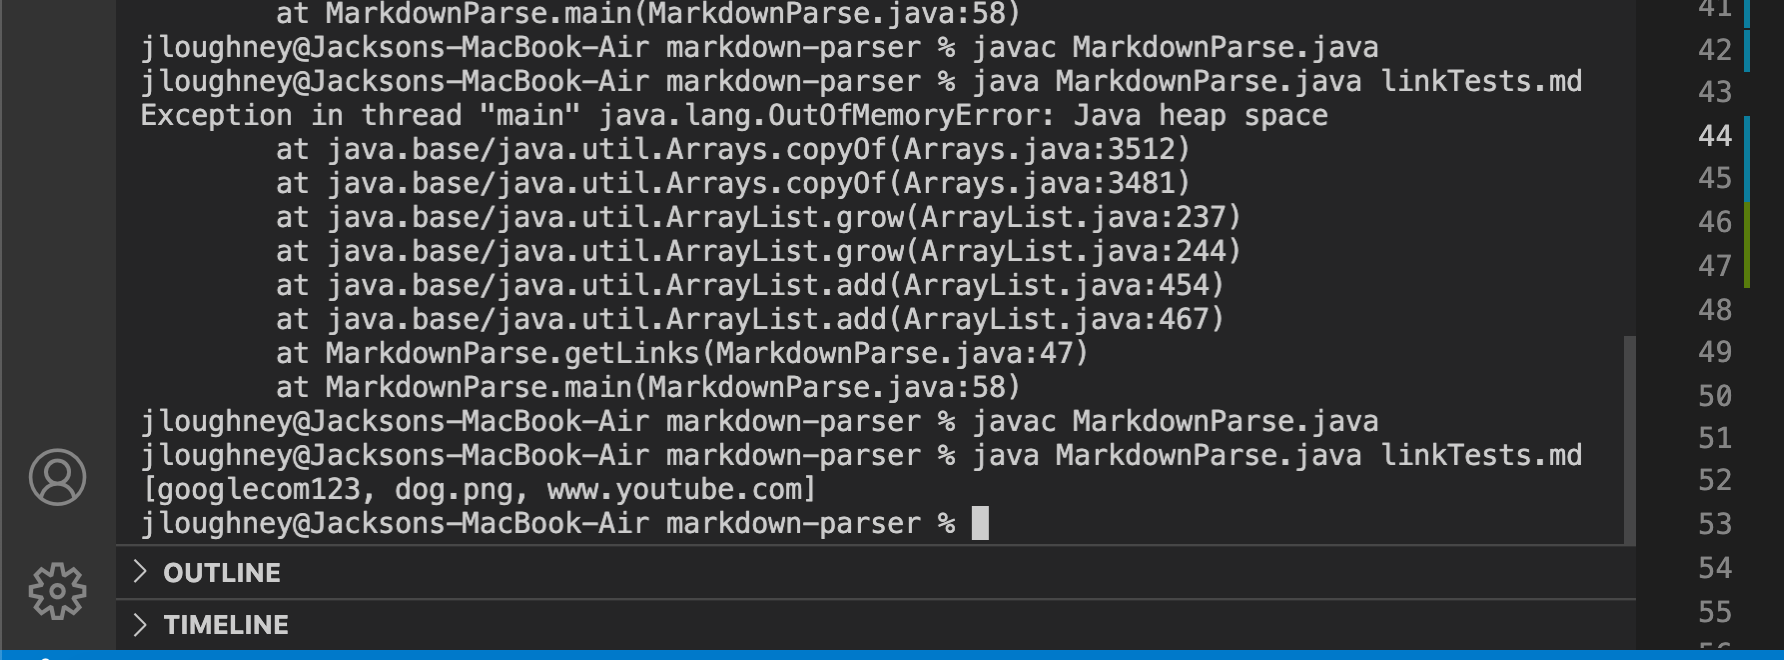 at MarkdownParse.main(MarkdownParse.java:58)
jloughney@Jacksons-MacBook-Air markdown-parser % javac MarkdownParse.java
jloughney@Jacksons-MacBook-Air markdown-parser % java MarkdownParse.java linkTests.md
Exception in thread "main" java.lang.OutOfMemoryError: Java heap space
at java.base/java.util.Arrays.copyOf(Arrays.java:3512)
at java.base/java.util.Arrays.copyOf(Arrays.java:3481)
at java.base/java.util.ArrayList.grow(ArrayList.java:237)
at java.base/java.util.ArrayList.grow(ArrayList.java:244)
at java.base/java.util.ArrayList.add(ArrayList.java:454)
at java.base/java.util.ArrayList.add(ArrayList.java:467)
at MarkdownParse.getLinks(MarkdownParse.java:47)
at MarkdownParse.main(MarkdownParse.java:58)
jloughney@Jacksons-MacBook-Air markdown-parser % javac MarkdownParse.java
jloughney@Jacksons-MacBook-Air markdown-parser % java MarkdownParse.java linkTests.md
[googlecom123, dog.png, www.youtube.com]
jloughney@Jacksons-MacBook-Air markdown-parser %
OUTLINE
TIMELINE
41
42
43
44
45
46
47
48
49
50
51
52
53
54
55